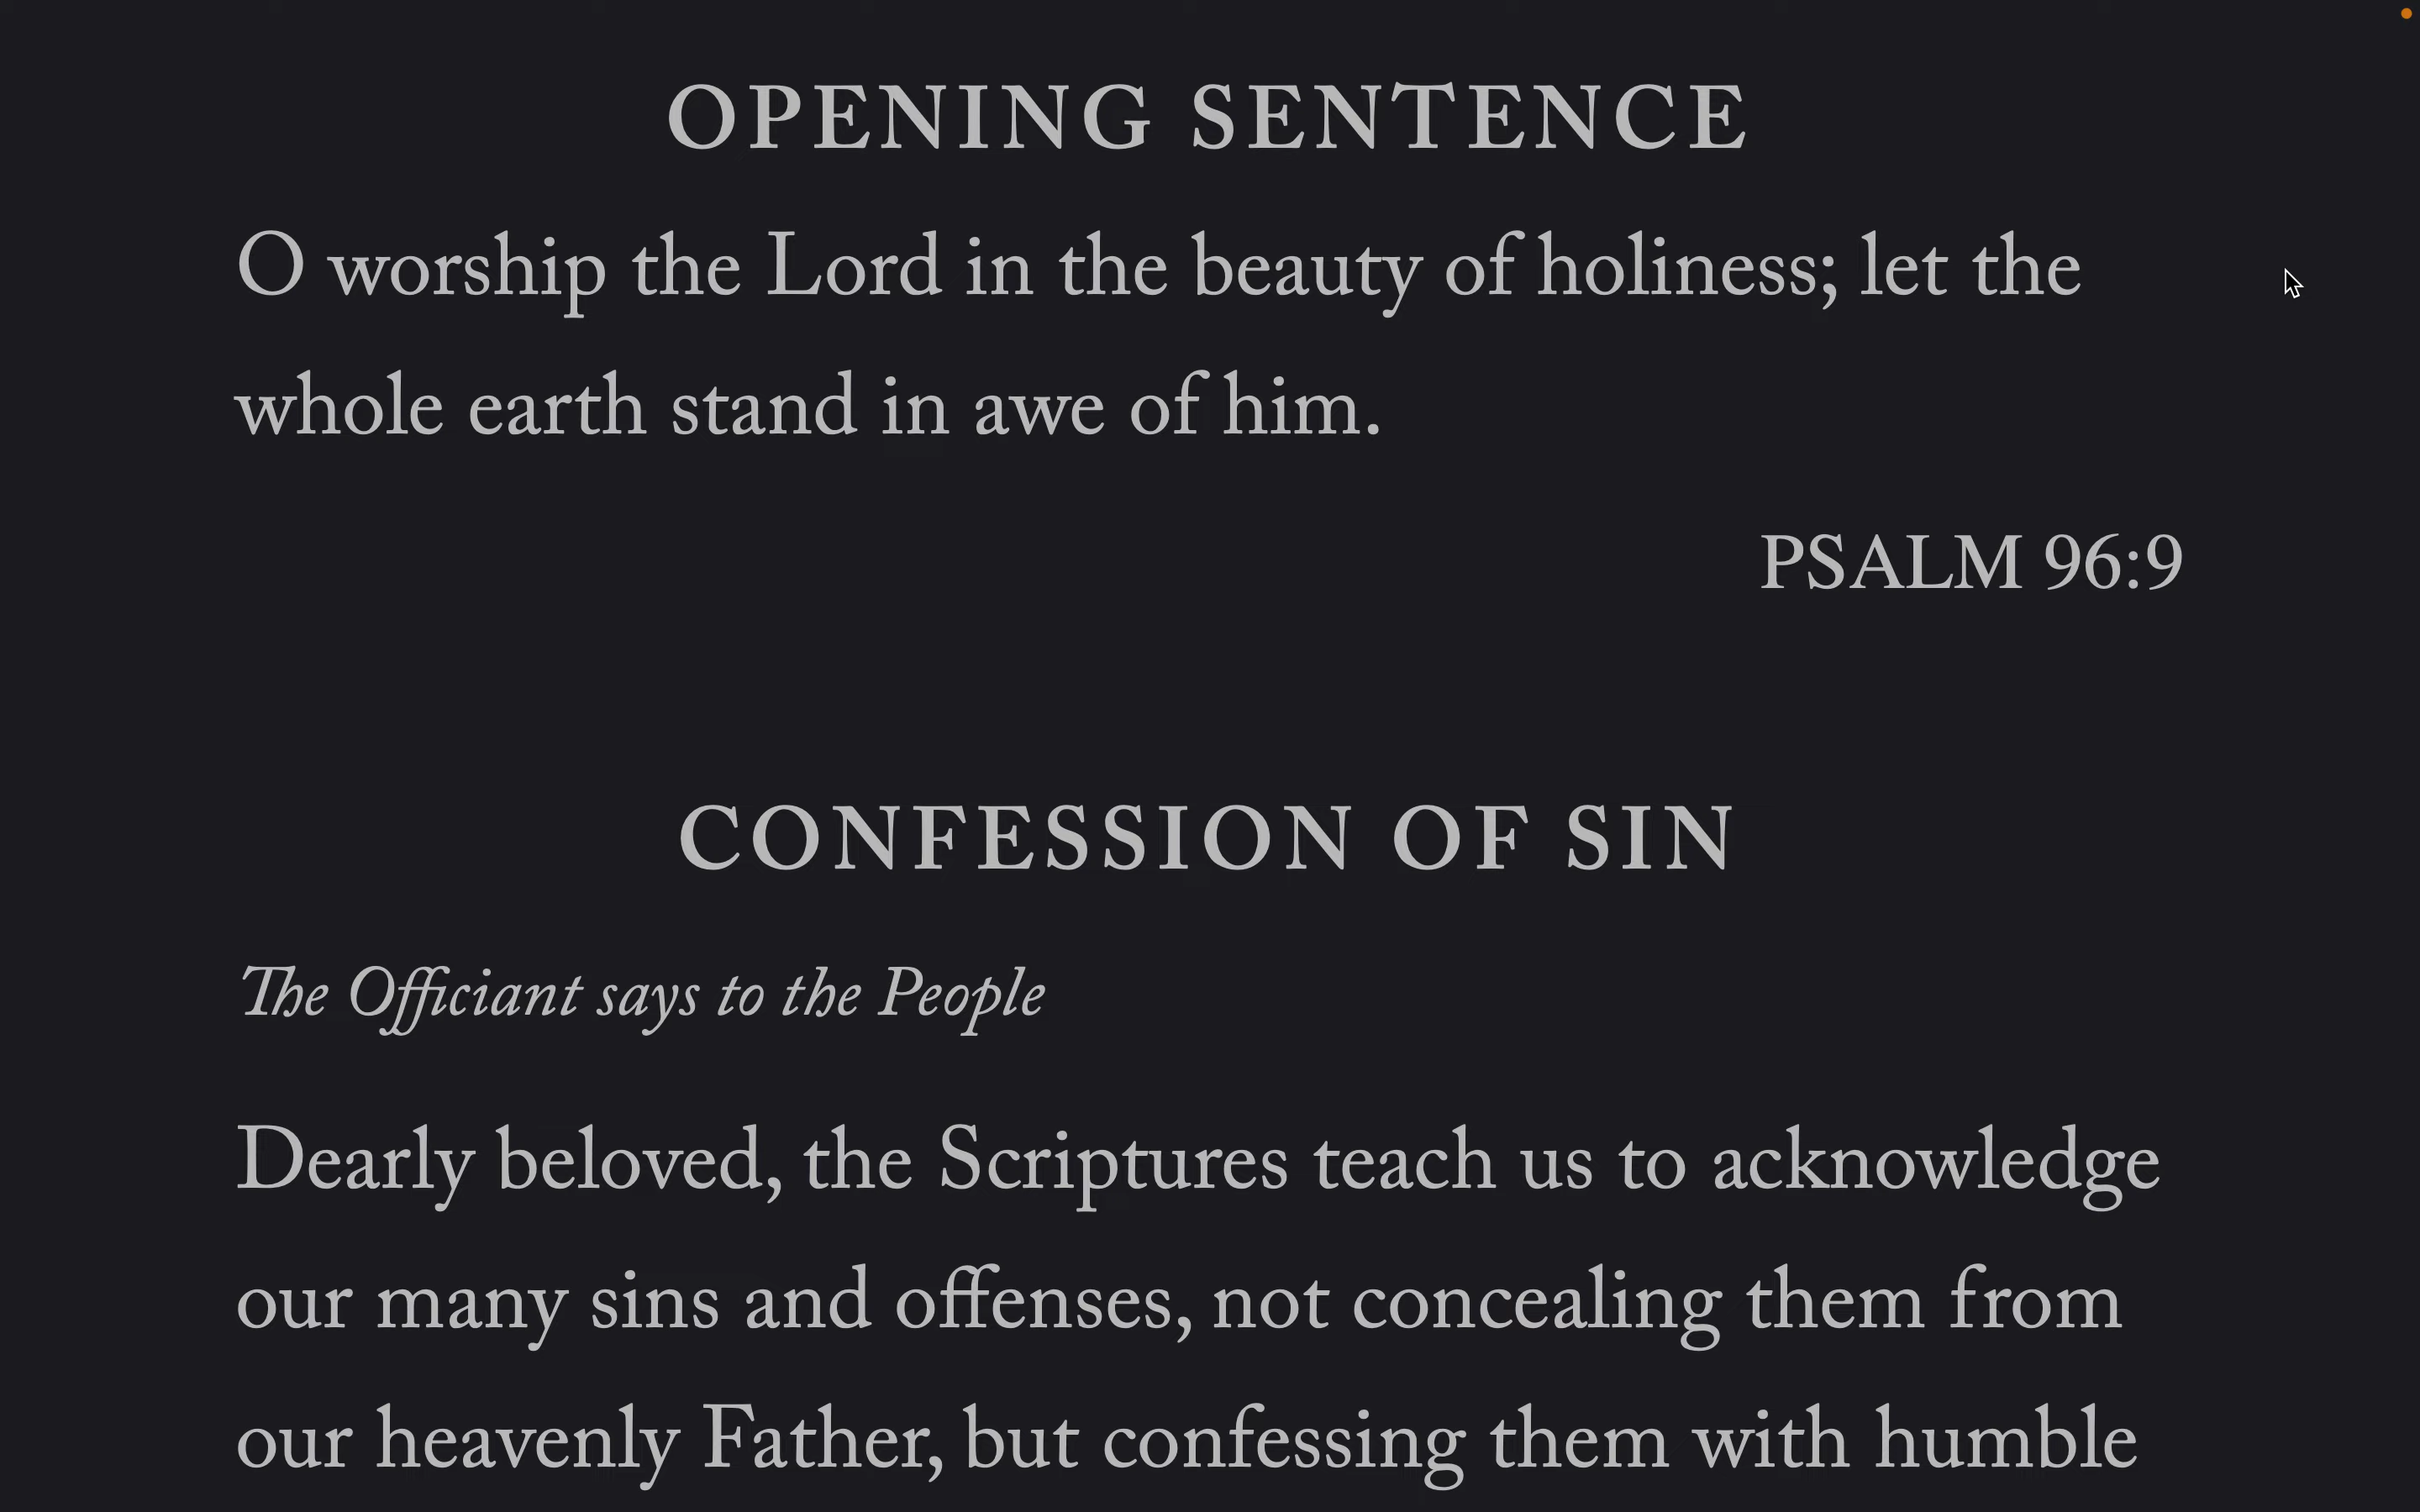 OPENING SENTENCE
O worship the Lord in the beauty of holiness; let the
whole earth stand in awe of him.
PSALM 96:9
CONFESSION OF SIN
The Officiant says to the People
Dearly beloved, the Scriptures teach us to acknowledge
our many sins and offenses, not concealing them from
our heavenly Father, but confessing them with humble